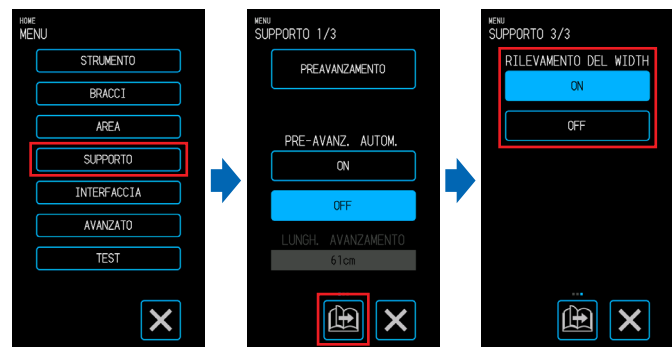 HOME
MENU
STRUMENTO
BRACCI
AREA
SUPPORTO
INTERFACCIA
AVANZATO
TEST
MENU
SUPPORTO 1/3
PREAVANZAMENTO
PRE-AVANZ. AUTOM.
ON
OFF
LUNGH. AVANZAMENTO
61cm
MENU
SUPPORTO 3/3
RILEVAMENTO DEL WIDTH
ON
OFF